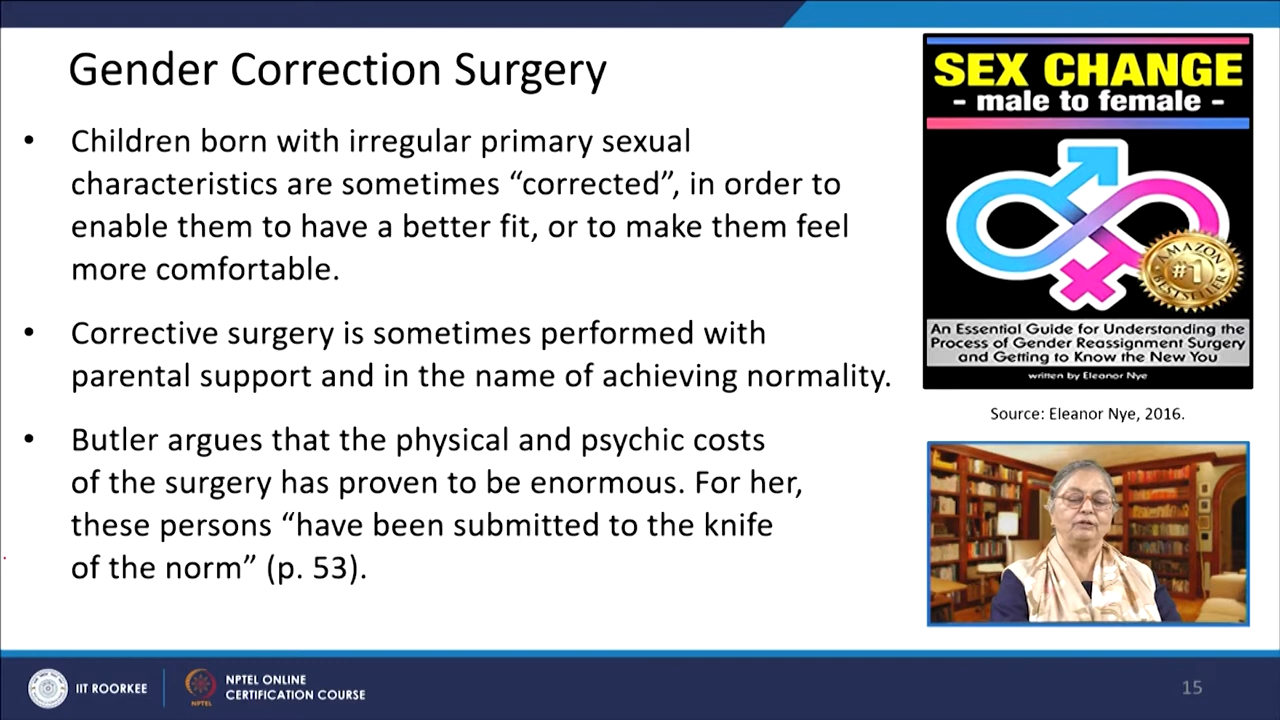 Gender Correction Surgery
• Children born with irregular primary sexual
characteristics are sometimes “corrected”, in order to
enable them to have a better fit, or to make them feel
more comfortable.
• Corrective surgery is sometimes performed with
parental support and in the name of achieving normality.
• Butler argues that the physical and psychic costs
of the surgery has proven to be enormous. For her,
these persons “have been submitted to the knife
of the norm” (p. 53).
SEX CHANGE
- male to female -
AMAZON
#1
BESTSELLER
An Essential Guide for Understanding the
Process of Gender Reassignment Surgery
and Getting to Know the New You
written by Eleanor Nye
Source: Eleanor Nye, 2016.
IIT ROORKEE
NPTEL
NPTEL ONLINE
CERTIFICATION COURSE
15